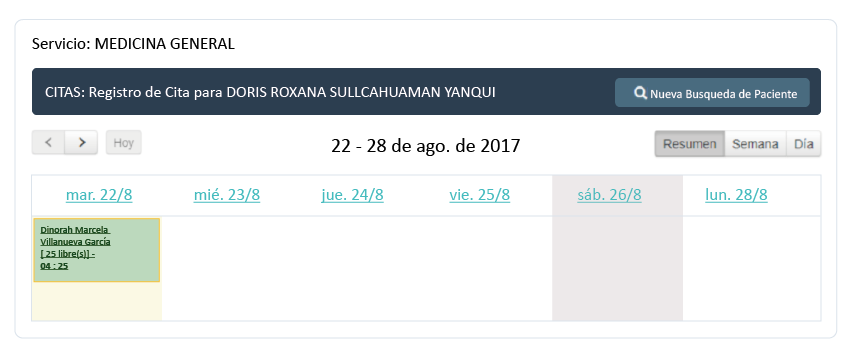 Servicio: MEDICINA GENERAL
CITAS: Registro de Cita para DORIS ROXANA SULLCAHUAMAN YANQUI
Nueva Busqueda de Paciente
< > Hoy
22 - 28 de ago. de 2017
Resumen Semana Día
mar. 22/8 mié. 23/8 jue. 24/8 vie. 25/8 sáb. 26/8 lun. 28/8
Dinorah Marcela
Villanueva García
[ 25 libre(s)] -
04 : 25